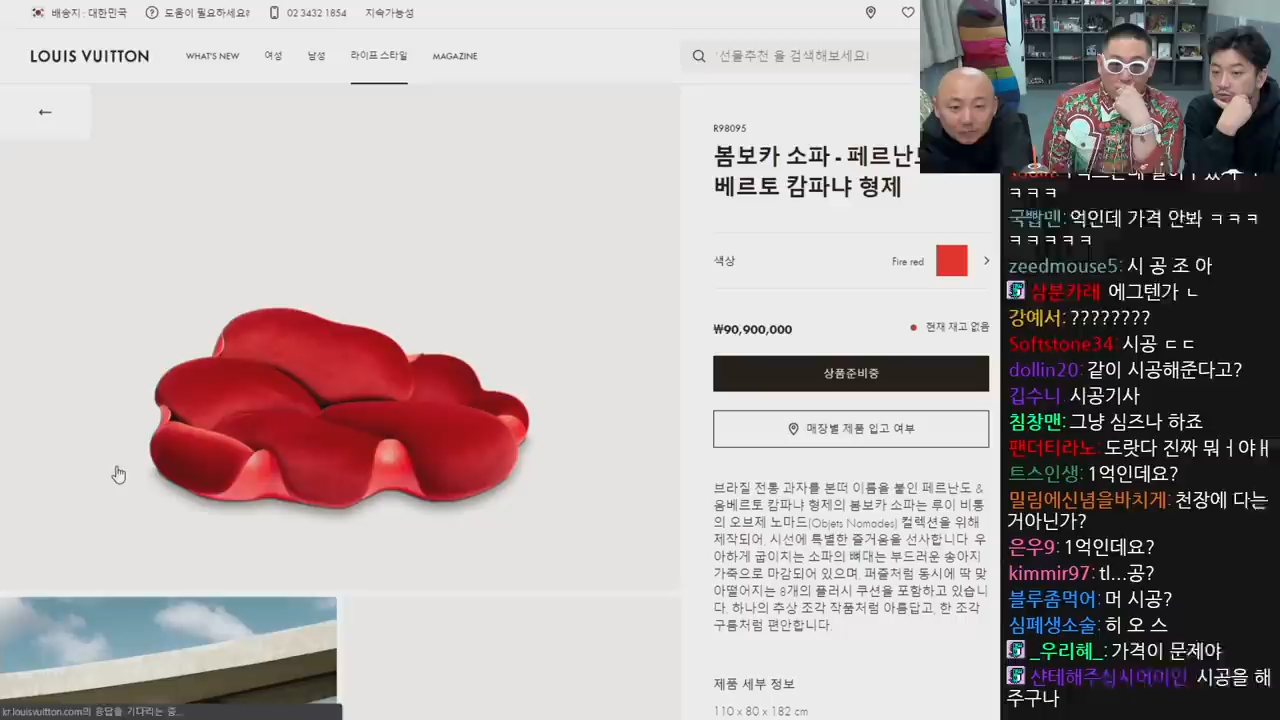 배송지 : 대한민국
도움이 필요하세요?
02 3432 1854
지속가능성
LOUIS VUITTON
WHAT'S NEW
여성
남성
라이프 스타일
MAGAZINE
'선물추천'을 검색해보세요!
R98095
봄보카 소파 - 페르난도
베르토 캄파냐 형제
색상
Fire red
₩90,900,000
현재 재고 없음
상품준비중
매장별 제품 입고 여부
브라질 전통 과자를 본떠 이름을 붙인 페르난도 &
움베르토 캄파냐 형제의 봄보카 소파는 루이 비통
의 오브제 노마드(Objets Nomades) 컬렉션을 위해
제작되어, 시선에 특별한 즐거움을 선사합니다. 우
아하게 굽이치는 소파의 뼈대는 부드러운 송아지
가죽으로 마감되어 있으며, 퍼즐처럼 동시에 딱 맞
아떨어지는 8개의 플러시 쿠션을 포함하고 있습니
다. 하나의 추상 조각 작품처럼 아름답고, 한 조각
구름처럼 편안합니다.
제품 세부 정보
110 x 80 x 182 cm
kr.louisvuitton.com의 응답을 기다리는 중...
ㅋㅋㅋ
국빱멘: 억인데 가격 안봐 ㅋㅋㅋ
ㅋㅋㅋㅋㅋ
zeedmouse5: 시 공 조 아
삼분카레 에그텐가 ㄴ
강예서: ????????
Softstone34: 시공 ㄷㄷ
dollin20: 같이 시공해준다고?
깁수니 시공기사
침창맨: 그냥 심즈나 하죠
팬더티라노: 도랏다 진짜 뭐ㅓ야ㅐ
트스인생: 1억인데요?
밀림에신념을바치게: 천장에 다는
거아닌가?
은우9: 1억인데요?
kimmir97: tl...공?
블루좀먹어: 머 시공?
심폐생소술: 히 오 스
_우리혜_: 가격이 문제야
시공을 해
주구나